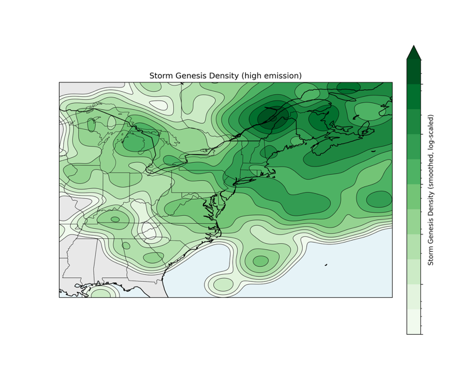 Storm Genesis Density (high emission)
Storm Genesis Density (smoothed, log-scaled)